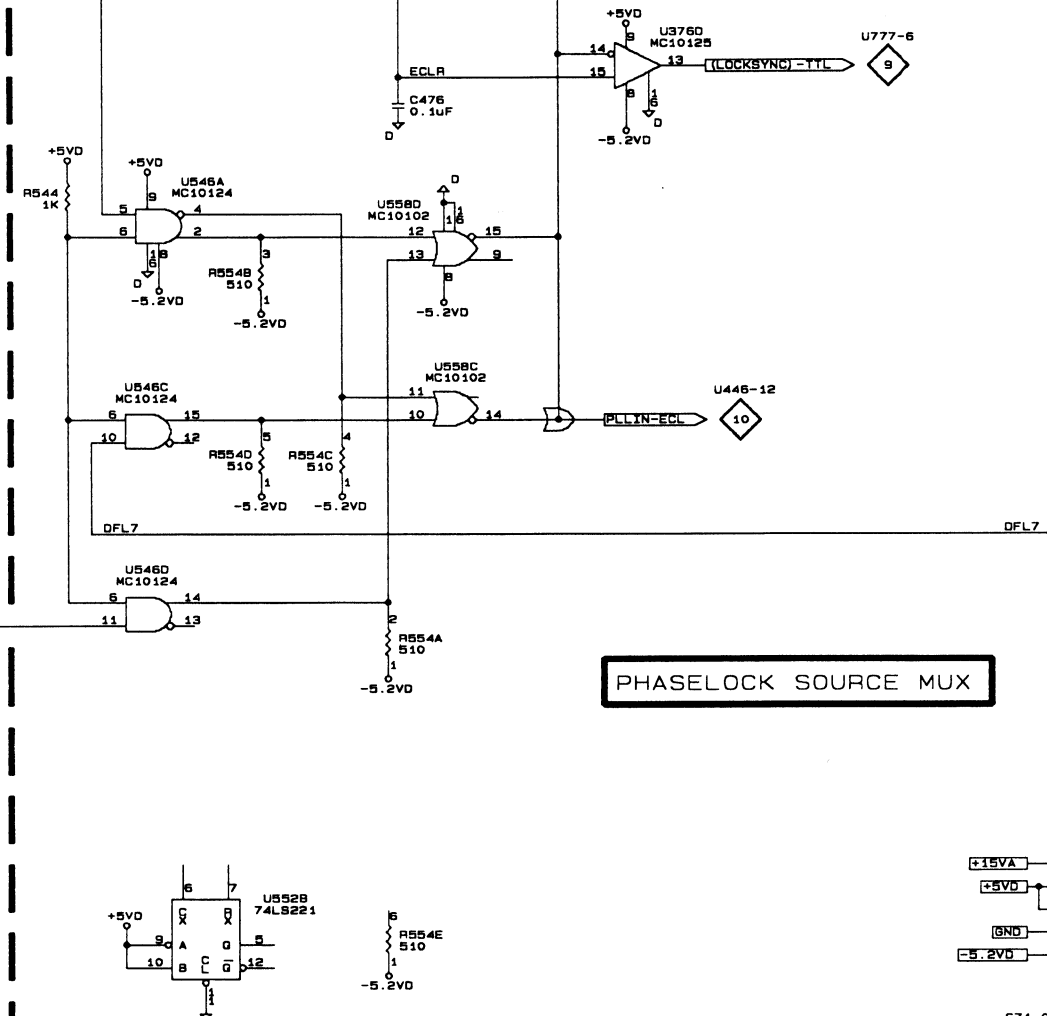 +5VD
9
U376D
MC10125
U777-6
14
13
(LOCKSYNC)-TTL
9
ECLR
15
C476
0.1uF
8
16
D
D
-5.2VD
+5VD
+5VD
R544
1K
9
U546A
MC10124
D
U558D
MC10102
5
4
1
16
6
2
12
15
13
9
16
8
3
D
R554B
510
8
-5.2VD
1
-5.2VD
-5.2VD
U546C
MC10124
U558C
MC10102
U446-12
11
6
15
10
14
PLLIN-ECL
10
10
12
5
4
R554D
510
R554C
510
1
1
-5.2VD
-5.2VD
DFL7
DFL7
U546D
MC10124
6
14
11
13
2
R554A
510
1
-5.2VD
PHASELOCK SOURCE MUX
+15VA
6
7
U552B
74LS221
+5VD
+5VD
CX
RX
6
9
A
Q
5
R554E
510
GND
10
B
CL
Q
12
1
-5.2VD
11
-5.2VD